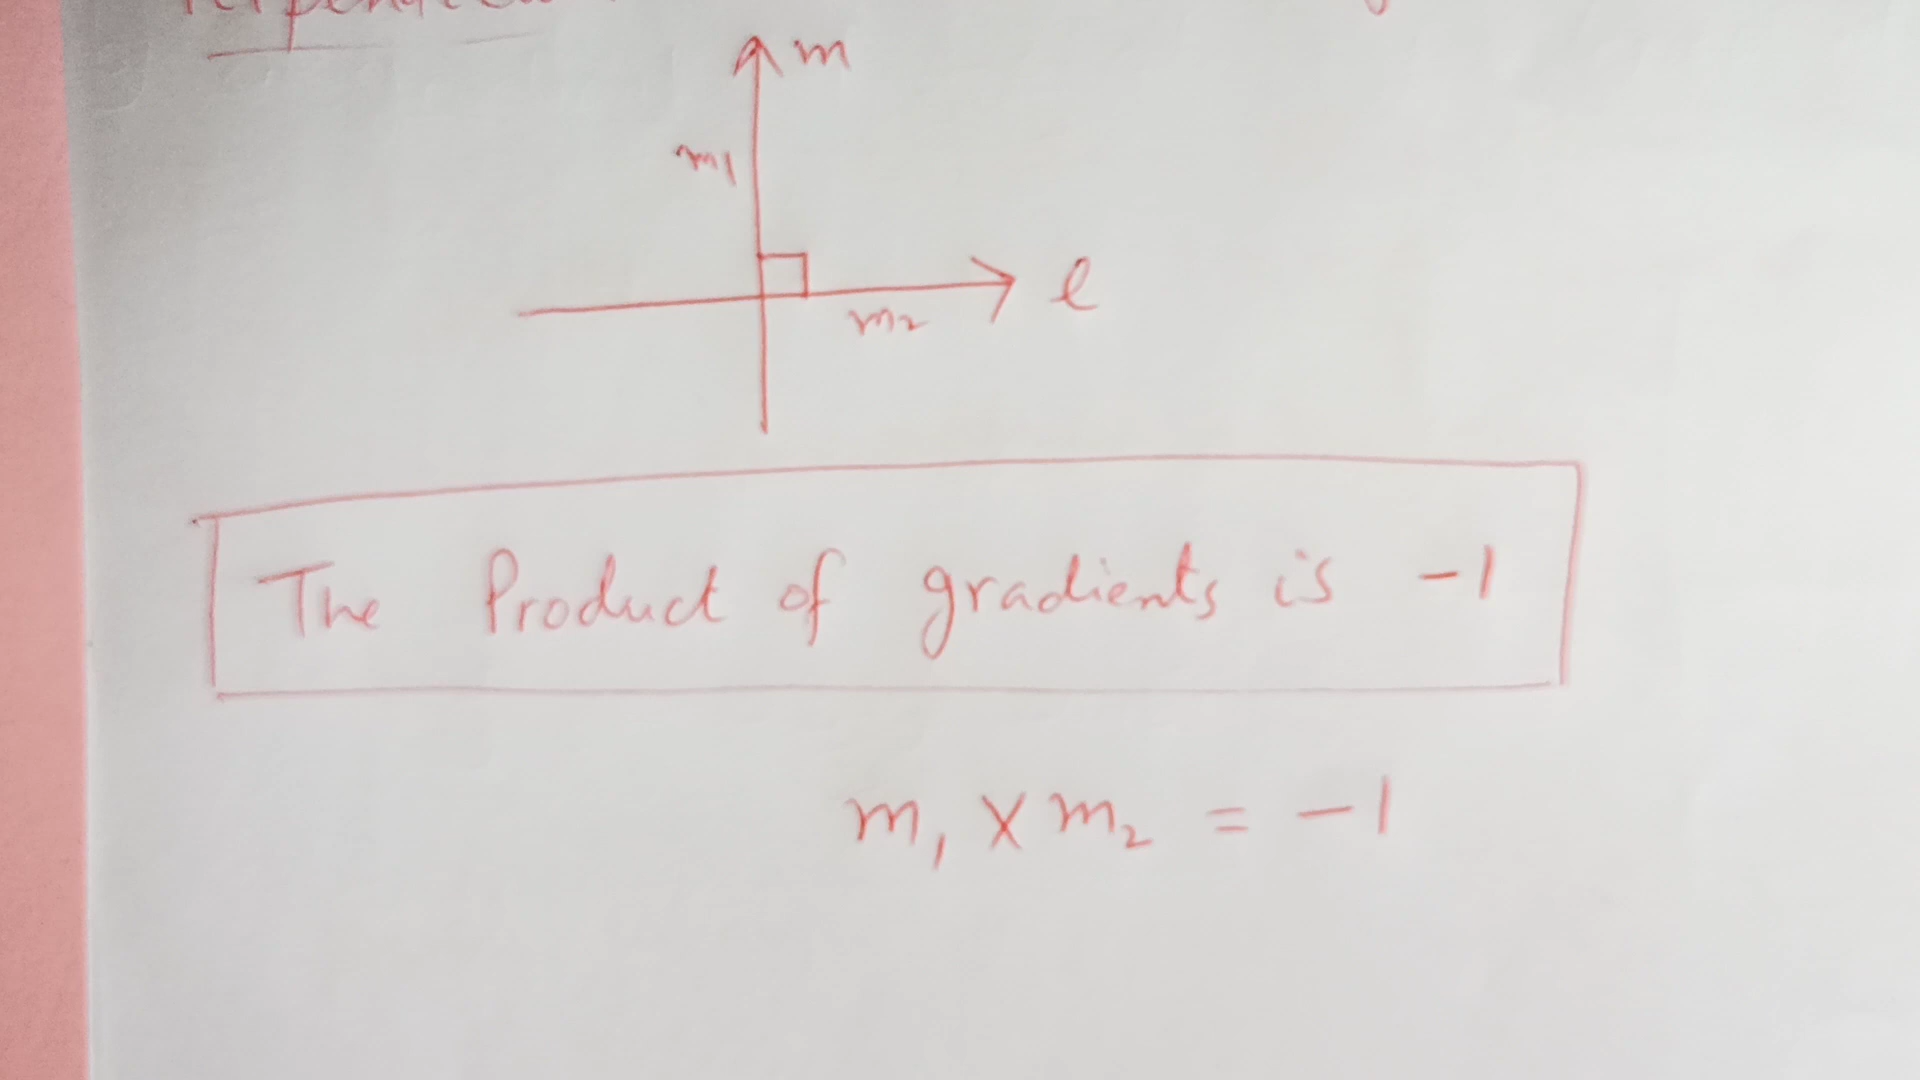 m
m1
l
m2
The Product of gradients is -1
m1 x m2 = -1